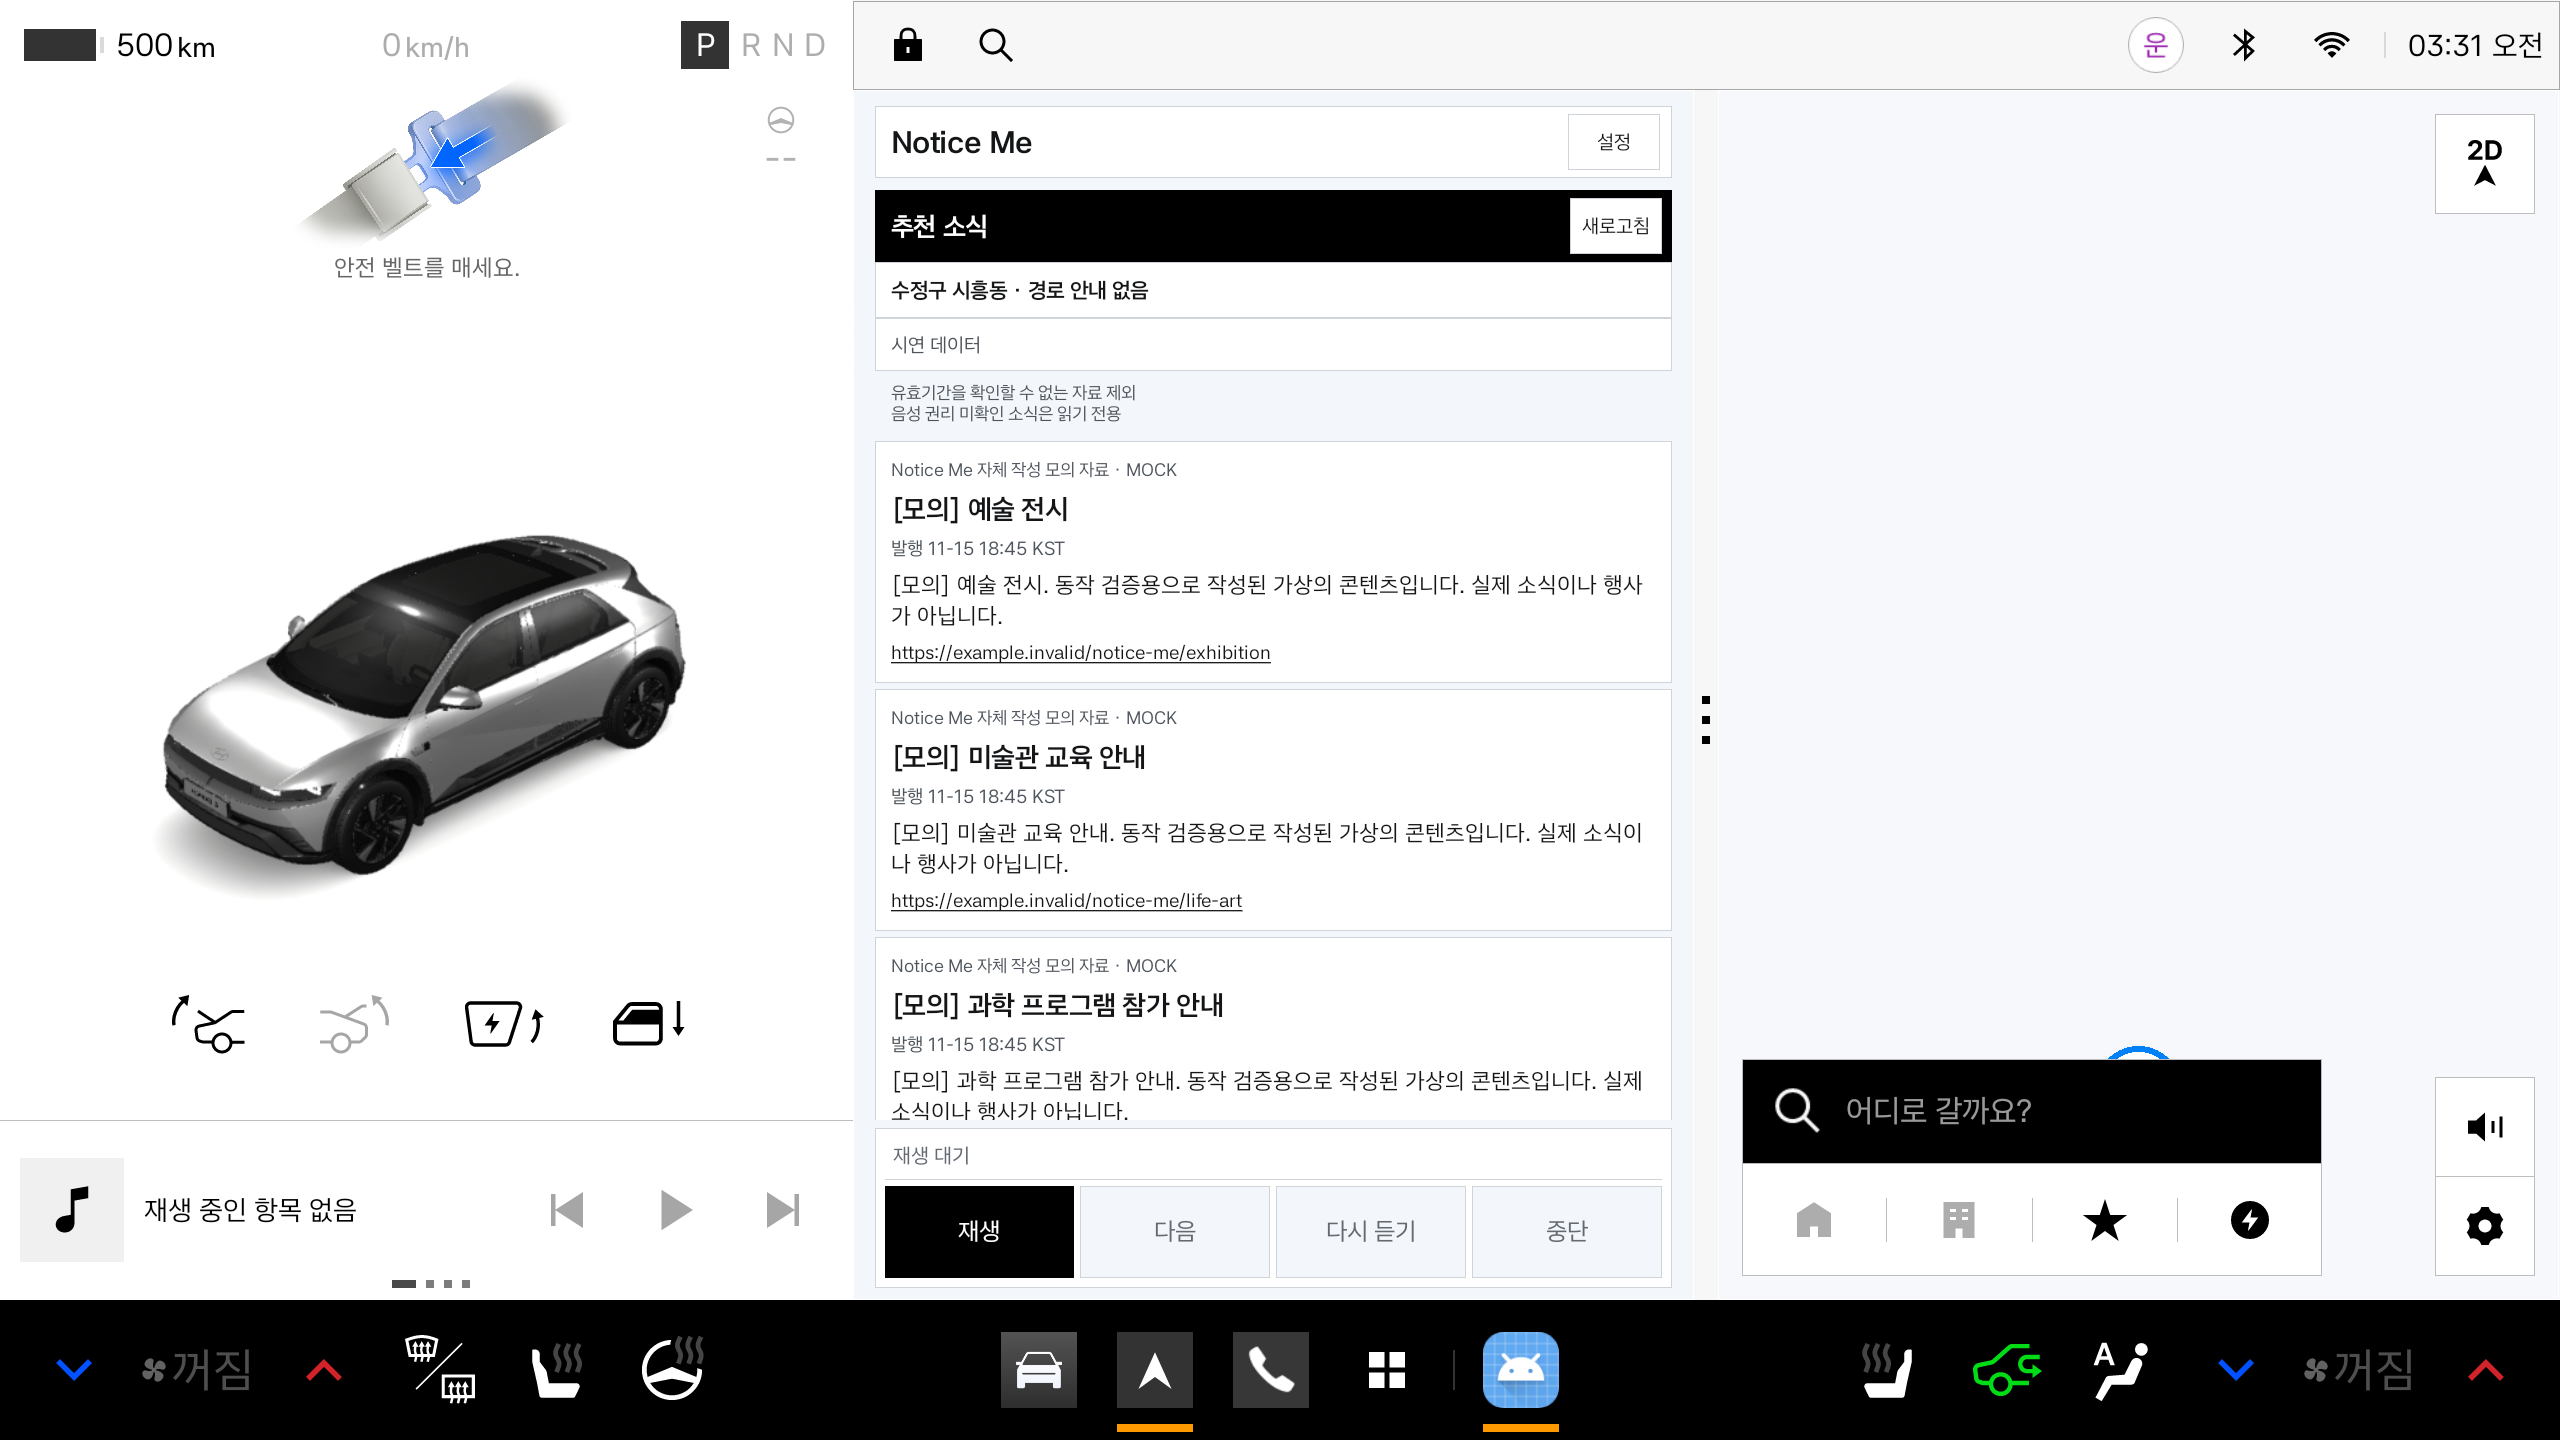 500 km
0 km/h
P R N D
안전 벨트를 매세요.
재생 중인 항목 없음
운
03:31 오전
Notice Me
설정
추천 소식
새로고침
수정구 시흥동 · 경로 안내 없음
시연 데이터
유효기간을 확인할 수 없는 자료 제외
음성 권리 미확인 소식은 읽기 전용
Notice Me 자체 작성 모의 자료 · MOCK
[모의] 예술 전시
발행 11-15 18:45 KST
[모의] 예술 전시. 동작 검증용으로 작성된 가상의 콘텐츠입니다. 실제 소식이나 행사
가 아닙니다.
https://example.invalid/notice-me/exhibition
Notice Me 자체 작성 모의 자료 · MOCK
[모의] 미술관 교육 안내
발행 11-15 18:45 KST
[모의] 미술관 교육 안내. 동작 검증용으로 작성된 가상의 콘텐츠입니다. 실제 소식이
나 행사가 아닙니다.
https://example.invalid/notice-me/life-art
Notice Me 자체 작성 모의 자료 · MOCK
[모의] 과학 프로그램 참가 안내
발행 11-15 18:45 KST
[모의] 과학 프로그램 참가 안내. 동작 검증용으로 작성된 가상의 콘텐츠입니다. 실제
소식이나 행사가 아닙니다.
재생 대기
재생
다음
다시 듣기
중단
2D
어디로 갈까요?
꺼짐
A
꺼짐